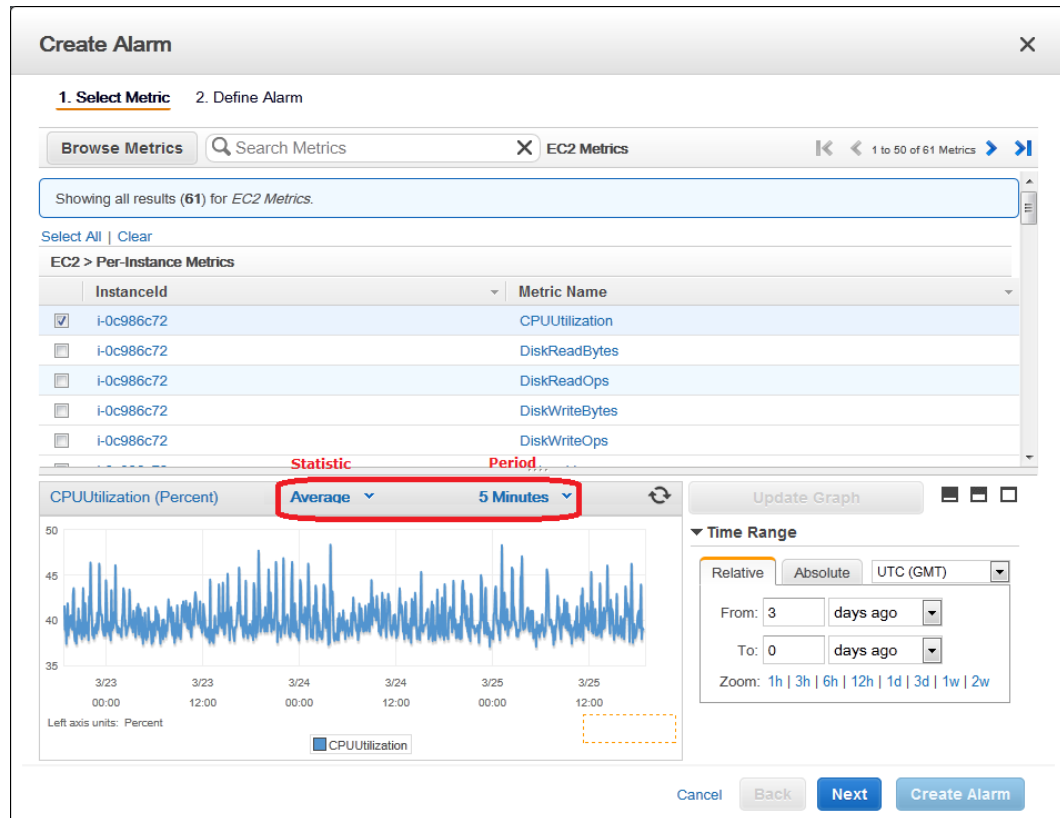 Create Alarm
1. Select Metric 2. Define Alarm
Browse Metrics Search Metrics EC2 Metrics 1 to 50 of 61 Metrics
Showing all results (61) for EC2 Metrics.
Select All | Clear
EC2 > Per-Instance Metrics
InstanceId Metric Name
i-0c986c72 CPUUtilization
i-0c986c72 DiskReadBytes
i-0c986c72 DiskReadOps
i-0c986c72 DiskWriteBytes
i-0c986c72 DiskWriteOps
Statistic Period
CPUUtilization (Percent) Average 5 Minutes Update Graph
Time Range
Relative Absolute UTC (GMT)
From: 3 days ago
To: 0 days ago
Zoom: 1h | 3h | 6h | 12h | 1d | 3d | 1w | 2w
50
45
40
35
3/23 3/23 3/24 3/24 3/25 3/25
00:00 12:00 00:00 12:00 00:00 12:00
Left axis units: Percent
CPUUtilization
Cancel Back Next Create Alarm